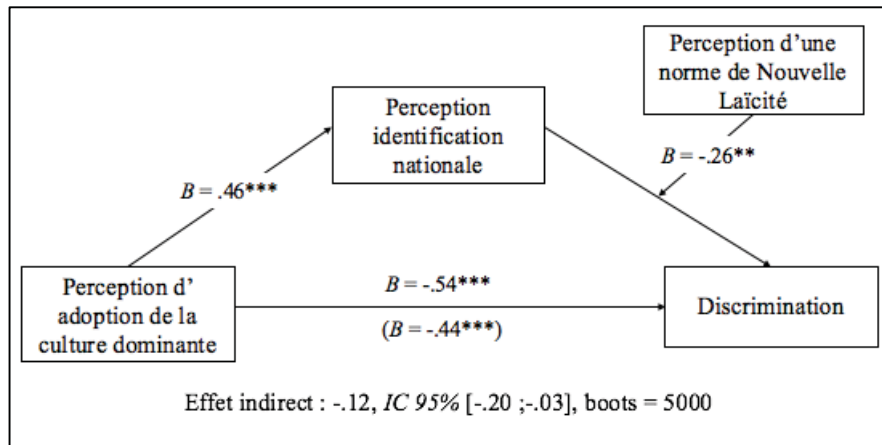 Perception d'une
norme de Nouvelle
Laïcité
Perception
identification
nationale
B = -.26**
B = .46***
Perception d'
adoption de la
culture dominante
B = -.54***
(B = -.44***)
Discrimination
Effet indirect : -.12, IC 95% [-.20 ;-.03], boots = 5000